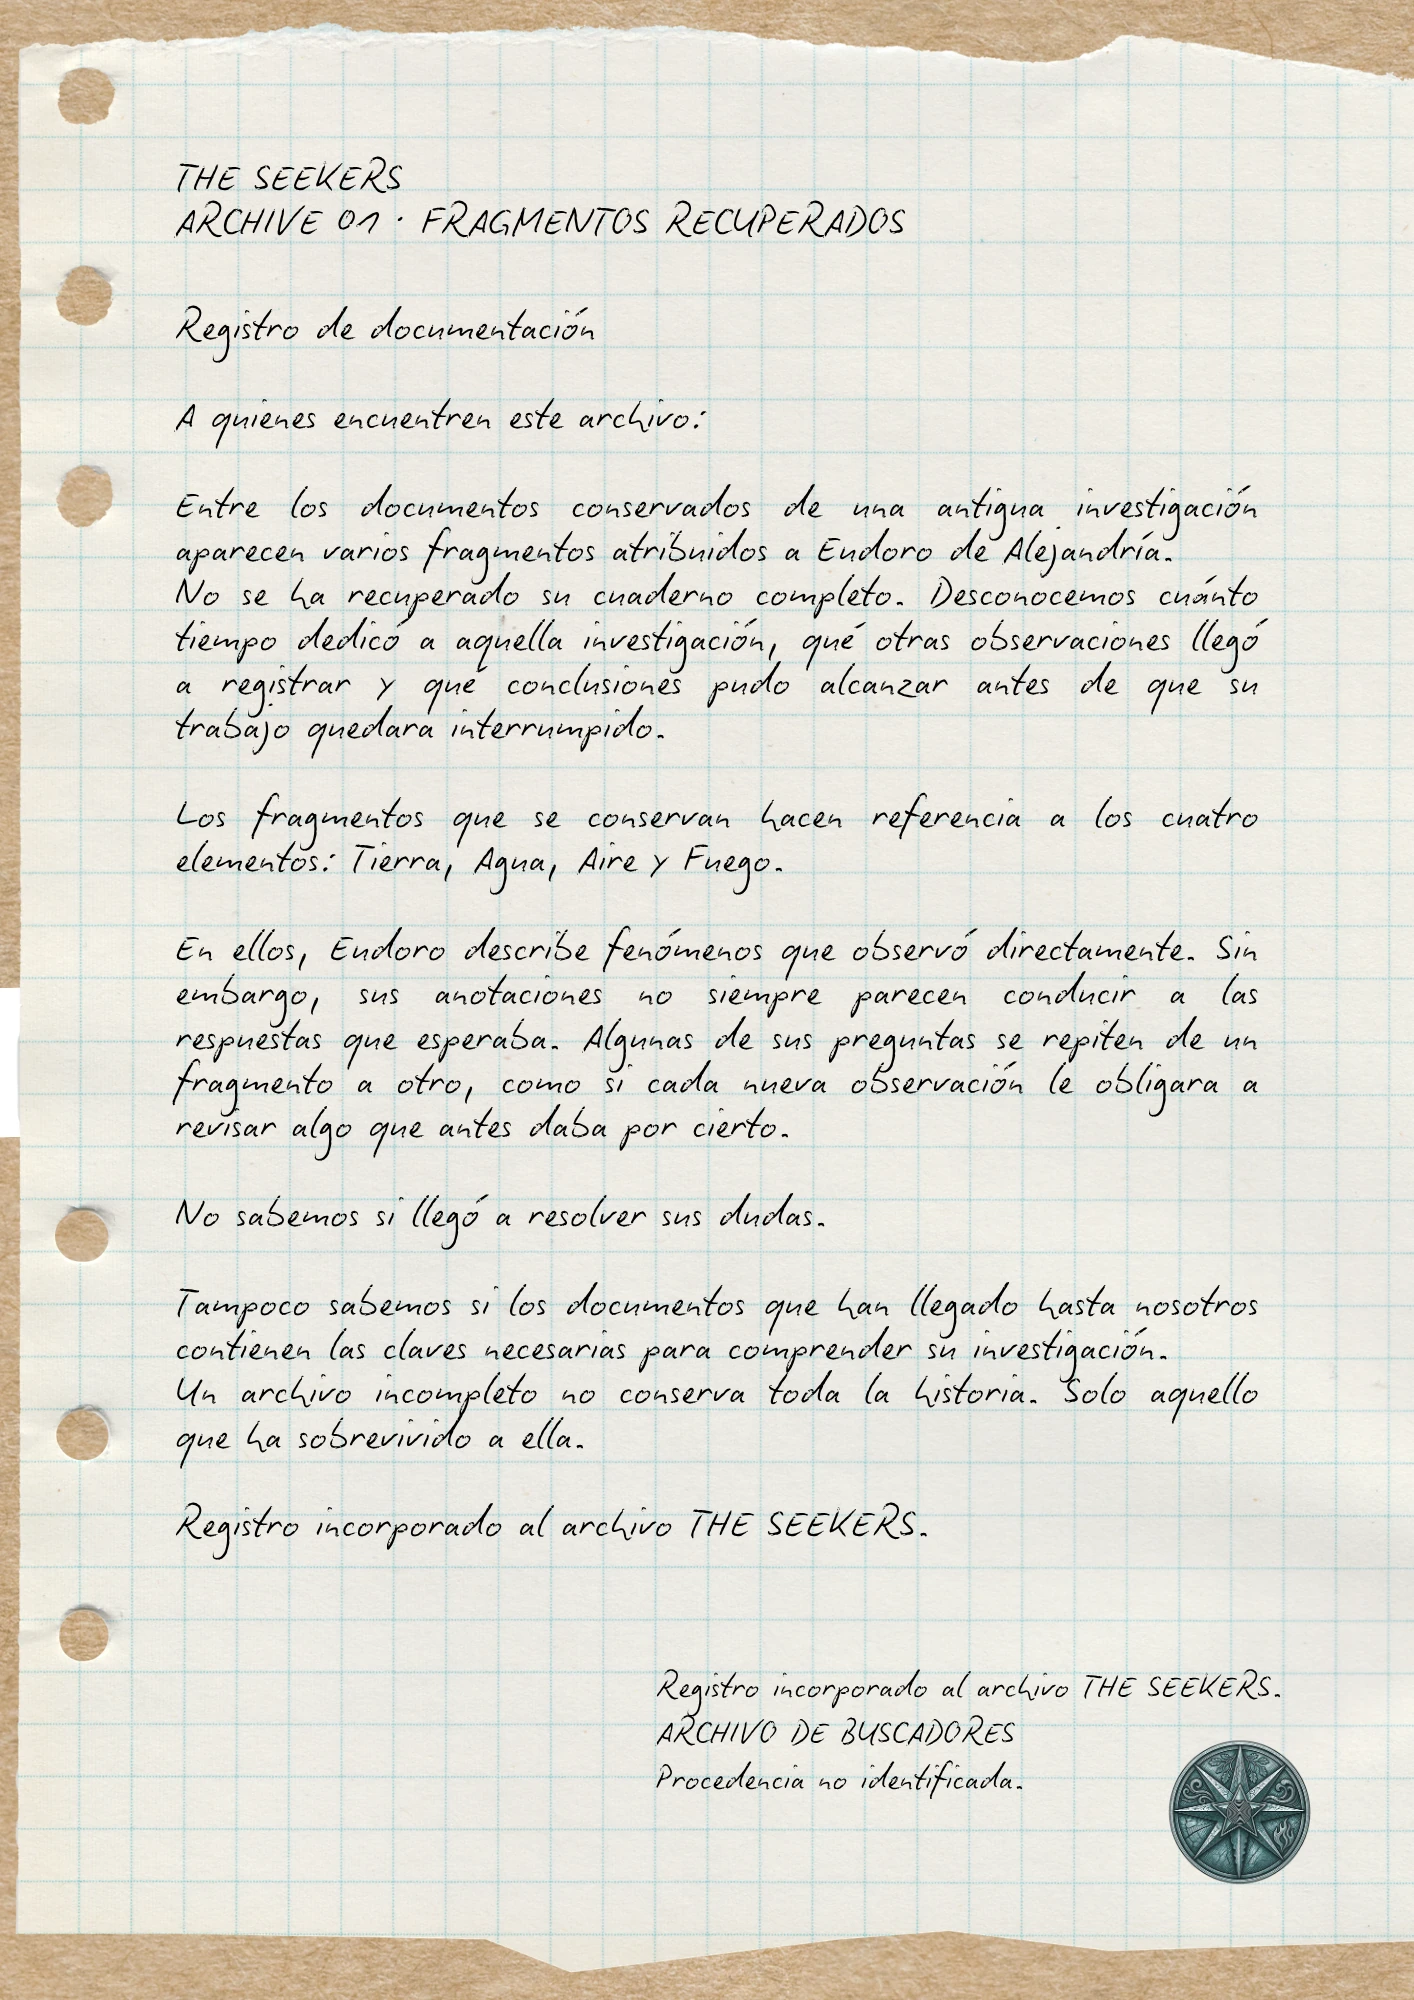 THE SEEKERS
ARCHIVE 01 · FRAGMENTOS RECUPERADOS
Registro de documentación
A quienes encuentren este archivo:
Entre los documentos conservados de una antigua investigación
aparecen varios fragmentos atribuidos a Eudoro de Alejandría.
No se ha recuperado su cuaderno completo. Desconocemos cuánto
tiempo dedicó a aquella investigación, qué otras observaciones llegó
a registrar y qué conclusiones pudo alcanzar antes de que su
trabajo quedara interrumpido.
Los fragmentos que se conservan hacen referencia a los cuatro
elementos: Tierra, Agua, Aire y Fuego.
En ellos, Eudoro describe fenómenos que observó directamente. Sin
embargo, sus anotaciones no siempre parecen conducir a las
respuestas que esperaba. Algunas de sus preguntas se repiten de un
fragmento a otro, como si cada nueva observación le obligara a
revisar algo que antes daba por cierto.
No sabemos si llegó a resolver sus dudas.
Tampoco sabemos si los documentos que han llegado hasta nosotros
contienen las claves necesarias para comprender su investigación.
Un archivo incompleto no conserva toda la historia. Solo aquello
que ha sobrevivido a ella.
Registro incorporado al archivo THE SEEKERS.
Registro incorporado al archivo THE SEEKERS.
ARCHIVO DE BUSCADORES
Procedencia no identificada.